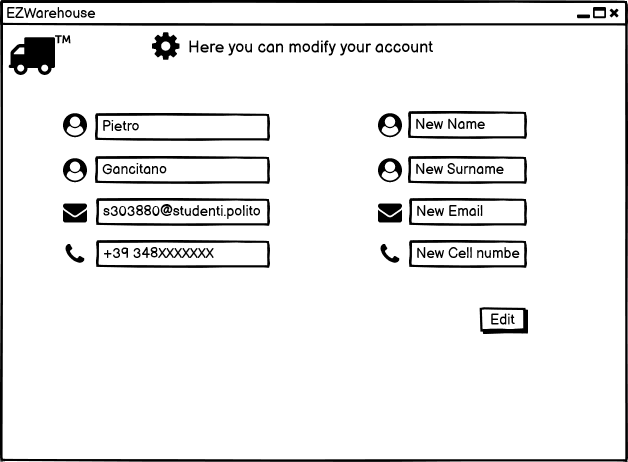 EZWarehouse
TM
Here you can modify your account
Pietro
New Name
Gancitano
New Surname
s303880@studenti.polito
New Email
+39 348XXXXXXX
New Cell numbe
Edit